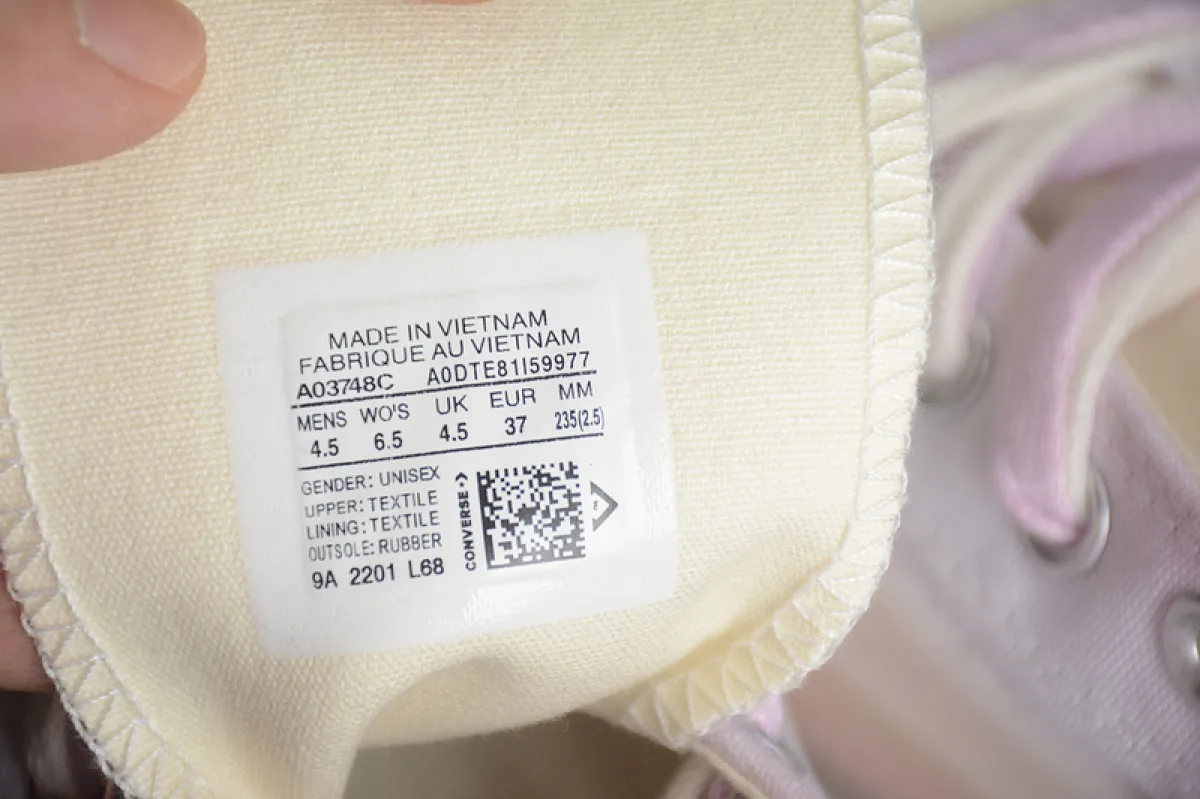 MADE IN VIETNAM
FABRIQUE AU VIETNAM
A03748C A0DTE81I59977
MENS WO'S UK EUR MM
4.5 6.5 4.5 37 235(2.5)
GENDER: UNISEX
UPPER: TEXTILE
LINING: TEXTILE
OUTSOLE: RUBBER
9A 2201 L68
CONVERSE